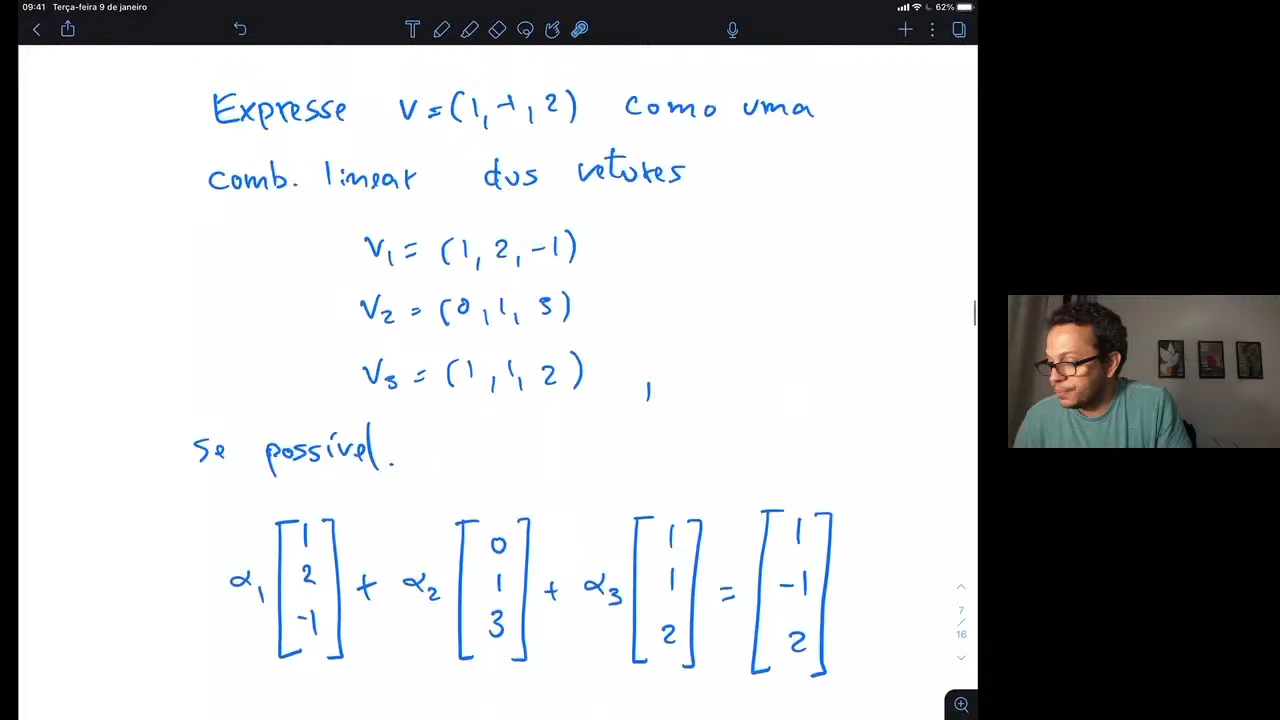 09:41 Terça-feira 9 de janeiro 62%
Expresse v=(1,-1,2) como uma
comb. linear dos vetores
v1 = (1, 2, -1)
v2 = (0, 1, 3)
v3 = (1, 1, 2) ,
se possível.
α1 [1 2 -1] + α2 [0 1 3] + α3 [1 1 2] = [1 -1 2]
7
/
16